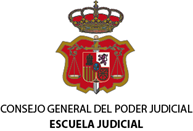 CONSEJO GENERAL DEL PODER JUDICIAL
ESCUELA JUDICIAL